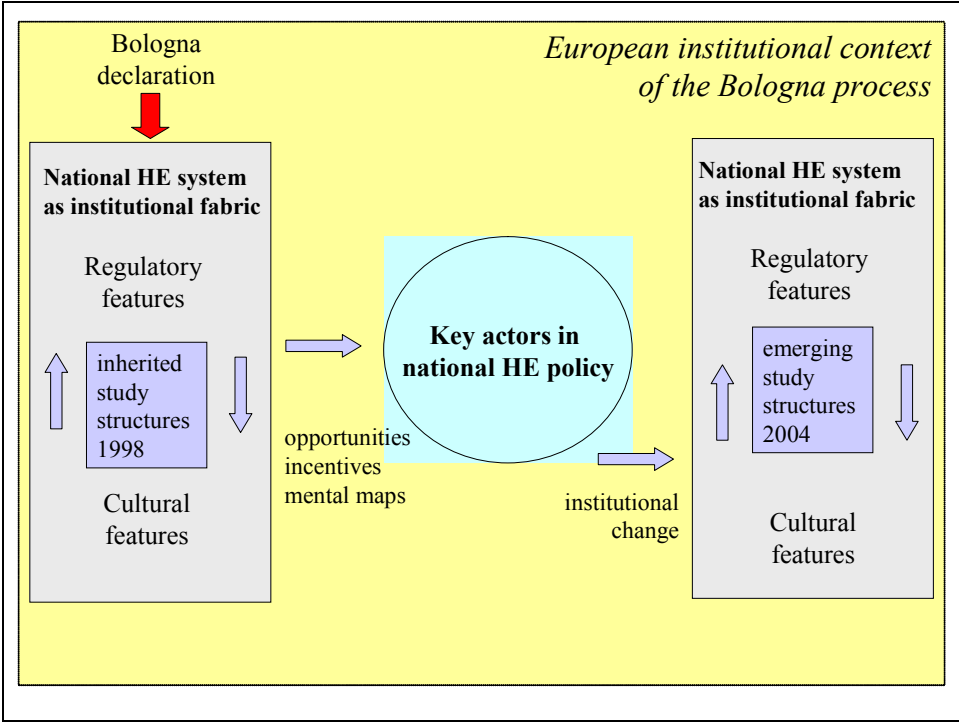 Bologna
declaration
European institutional context
of the Bologna process
National HE system
as institutional fabric
Regulatory
features
inherited
study
structures
1998
Cultural
features
opportunities
incentives
mental maps
Key actors in
national HE policy
institutional
change
National HE system
as institutional fabric
Regulatory
features
emerging
study
structures
2004
Cultural
features